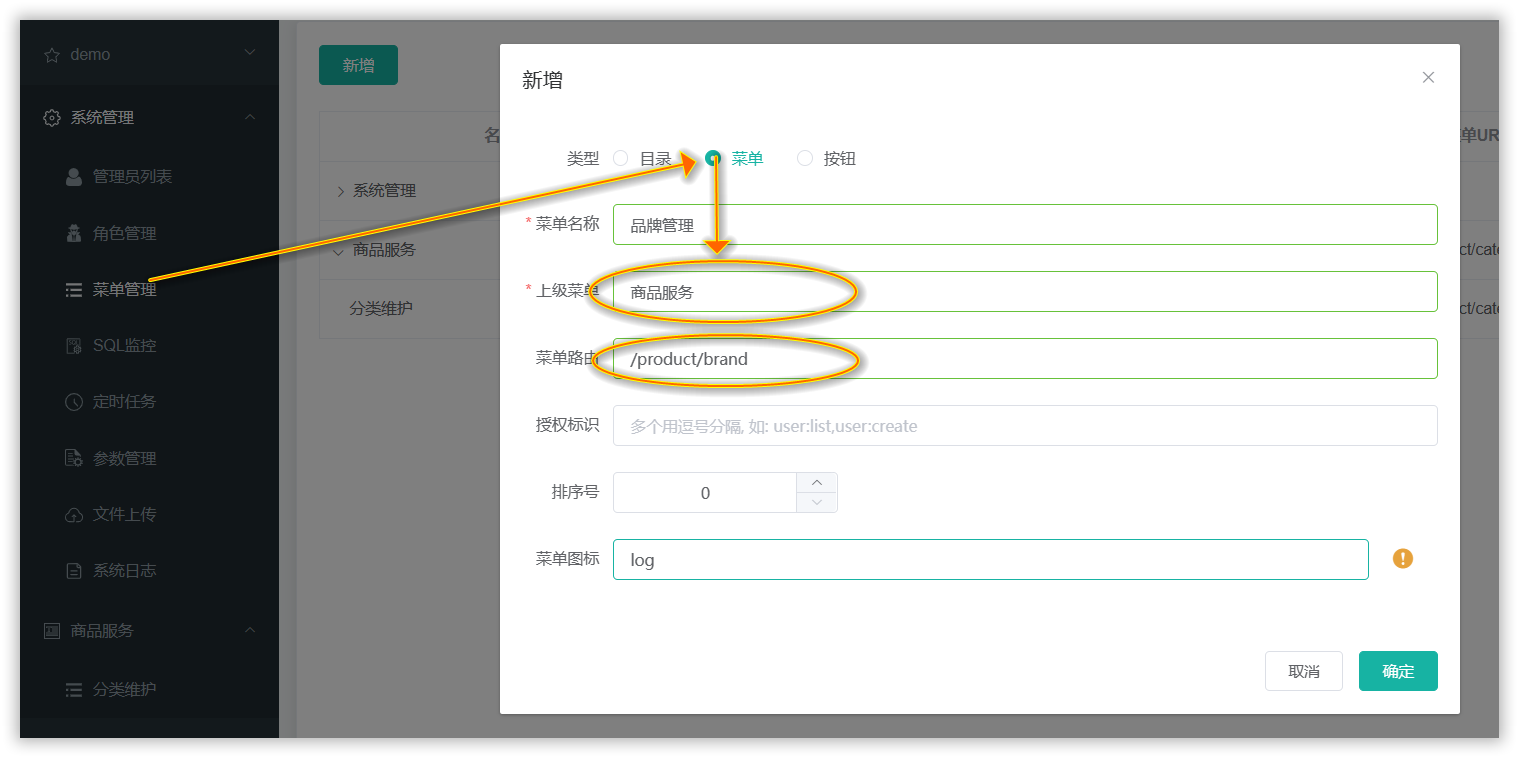 demo
系统管理
管理员列表
角色管理
菜单管理
SQL监控
定时任务
参数管理
文件上传
系统日志
商品服务
分类维护
新增
名
系统管理
商品服务
分类维护
单UR
ct/cate
ct/cate
新增
类型 目录 菜单 按钮
* 菜单名称 品牌管理
* 上级菜单 商品服务
菜单路由 /product/brand
授权标识 多个用逗号分隔, 如: user:list,user:create
排序号 0
菜单图标 log
取消 确定